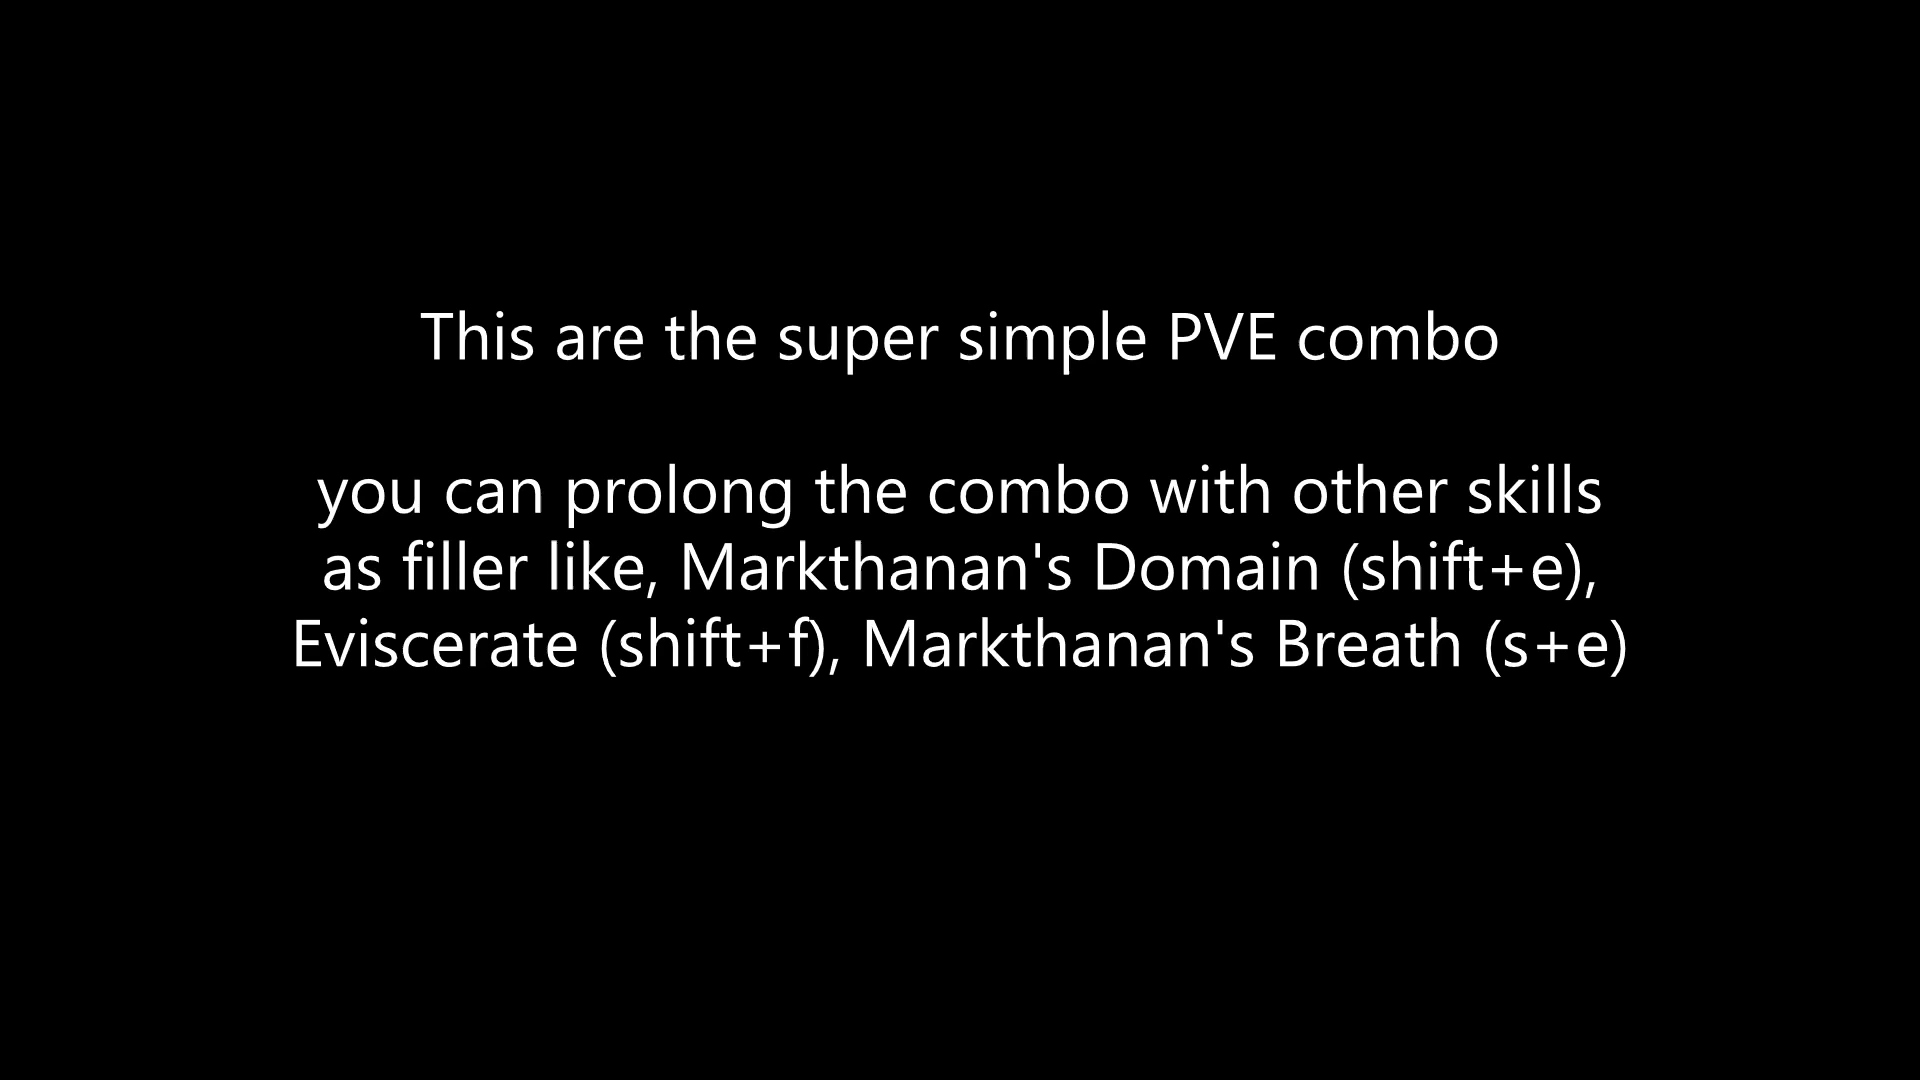 This are the super simple PVE combo
you can prolong the combo with other skills
as filler like, Markthanan's Domain (shift+e),
Eviscerate (shift+f), Markthanan's Breath (s+e)